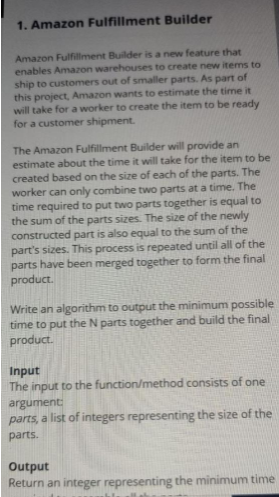 1. Amazon Fulfillment Builder
Amazon Fulfillment Builder is a new feature that
enables Amazon warehouses to create new items to
ship to customers out of smaller parts. As part of
this project, Amazon wants to estimate the time it
will take for a worker to create the item to be ready
for a customer shipment.
The Amazon Fulfillment Builder will provide an
estimate about the time it will take for the item to be
created based on the size of each of the parts. The
worker can only combine two parts at a time. The
time required to put two parts together is equal to
the sum of the parts sizes. The size of the newly
constructed part is also equal to the sum of the
part's sizes. This process is repeated until all of the
parts have been merged together to form the final
product.
Write an algorithm to output the minimum possible
time to put the N parts together and build the final
product.
Input
The input to the function/method consists of one
argument:
parts, a list of integers representing the size of the
parts.
Output
Return an integer representing the minimum time